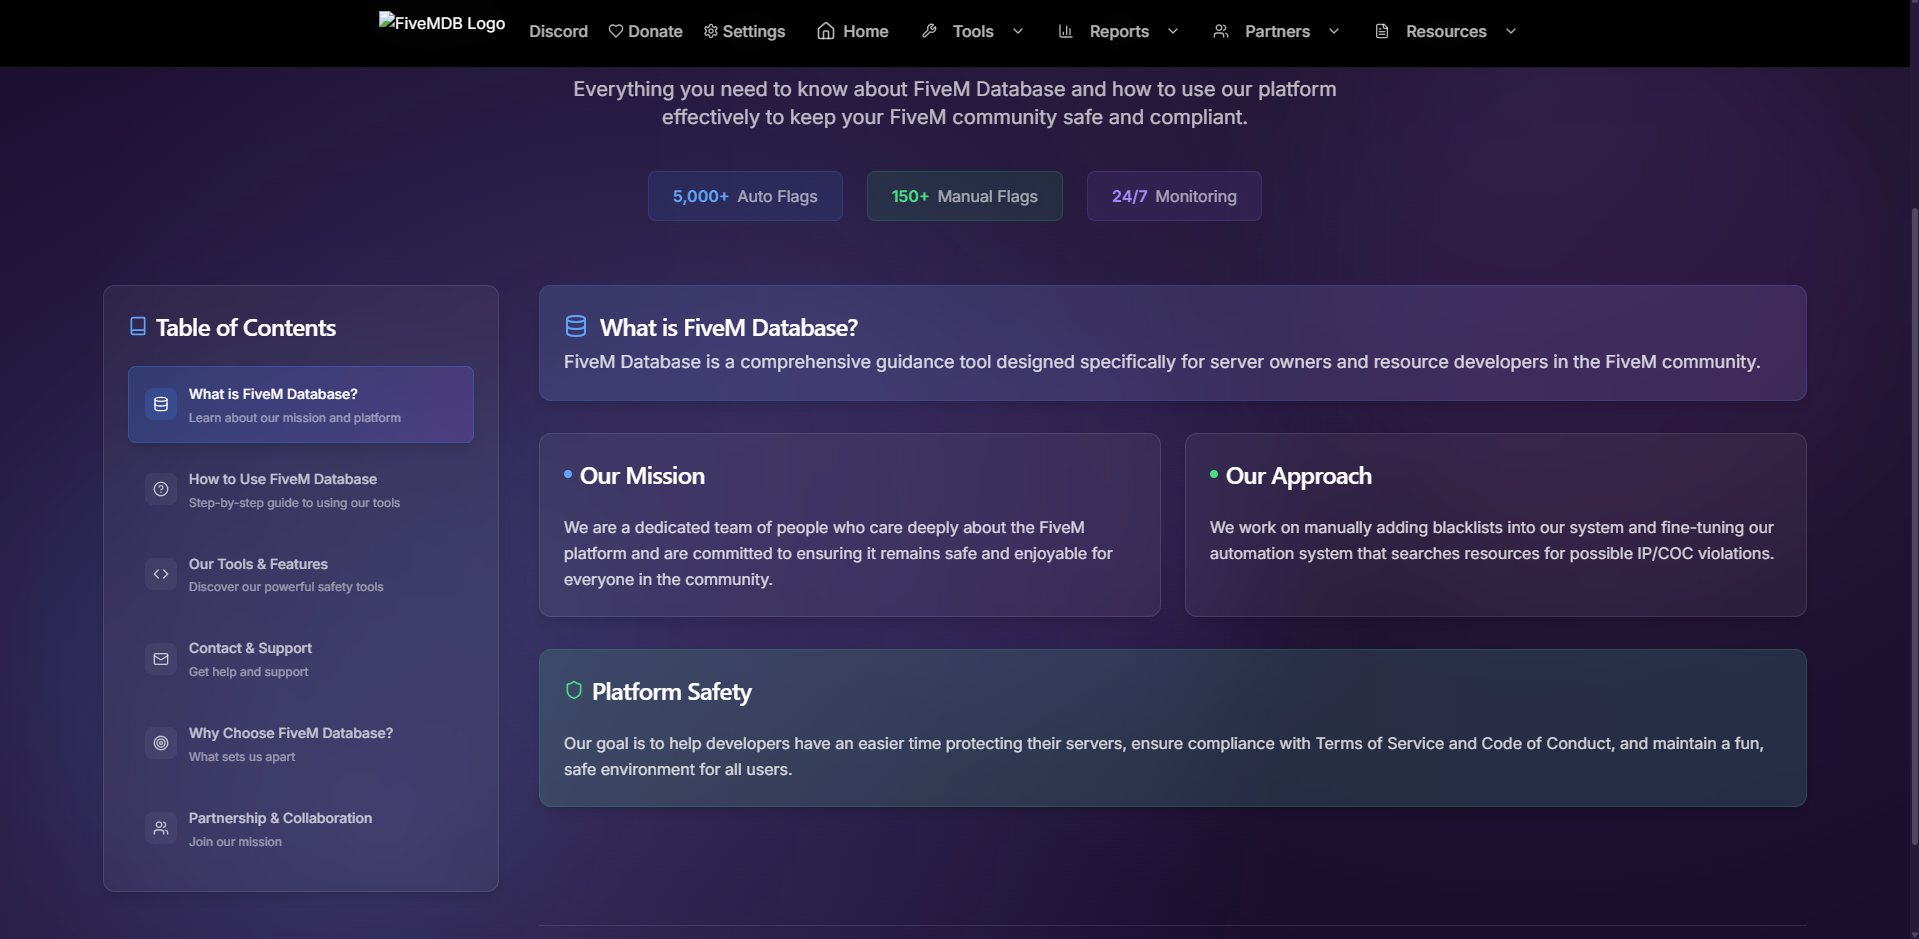 FiveMDB Logo
Discord
Donate
Settings
Home
Tools
Reports
Partners
Resources
Everything you need to know about FiveM Database and how to use our platform
effectively to keep your FiveM community safe and compliant.
5,000+ Auto Flags
150+ Manual Flags
24/7 Monitoring
Table of Contents
What is FiveM Database?
Learn about our mission and platform
How to Use FiveM Database
Step-by-step guide to using our tools
Our Tools & Features
Discover our powerful safety tools
Contact & Support
Get help and support
Why Choose FiveM Database?
What sets us apart
Partnership & Collaboration
Join our mission
What is FiveM Database?
FiveM Database is a comprehensive guidance tool designed specifically for server owners and resource developers in the FiveM community.
Our Mission
We are a dedicated team of people who care deeply about the FiveM
platform and are committed to ensuring it remains safe and enjoyable for
everyone in the community.
Our Approach
We work on manually adding blacklists into our system and fine-tuning our
automation system that searches resources for possible IP/COC violations.
Platform Safety
Our goal is to help developers have an easier time protecting their servers, ensure compliance with Terms of Service and Code of Conduct, and maintain a fun,
safe environment for all users.